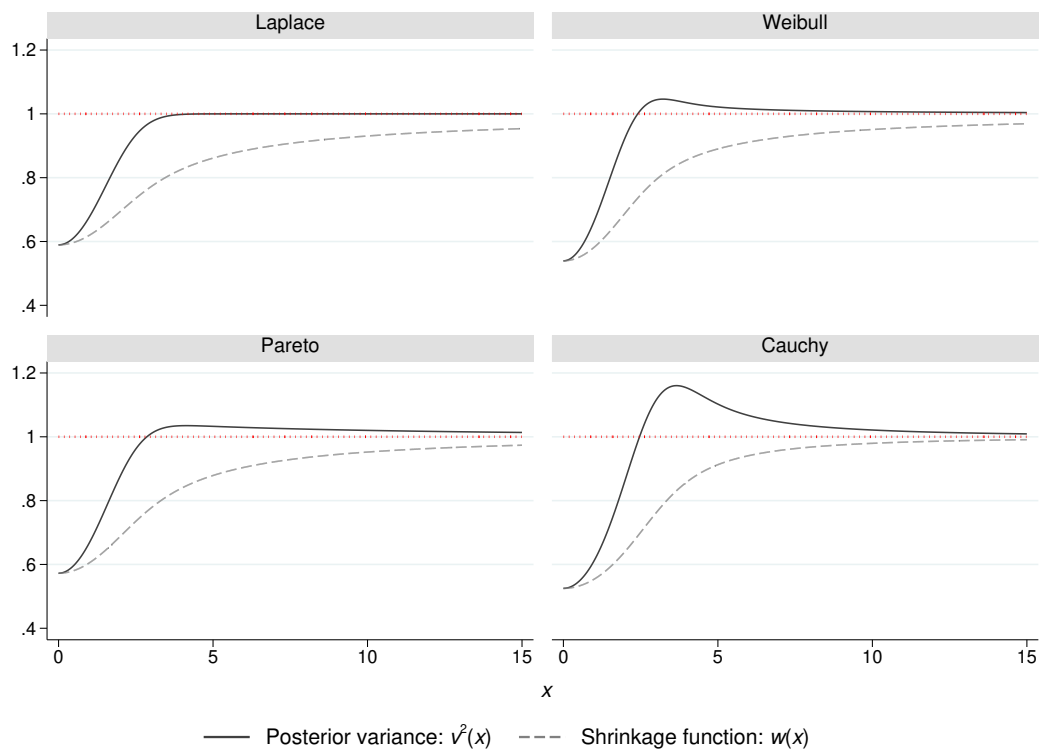 Laplace Weibull
1.2
1
.8
.6
.4
Pareto Cauchy
1.2
1
.8
.6
.4
0 5 10 15 0 5 10 15
x
Posterior variance: v²(x) Shrinkage function: w(x)